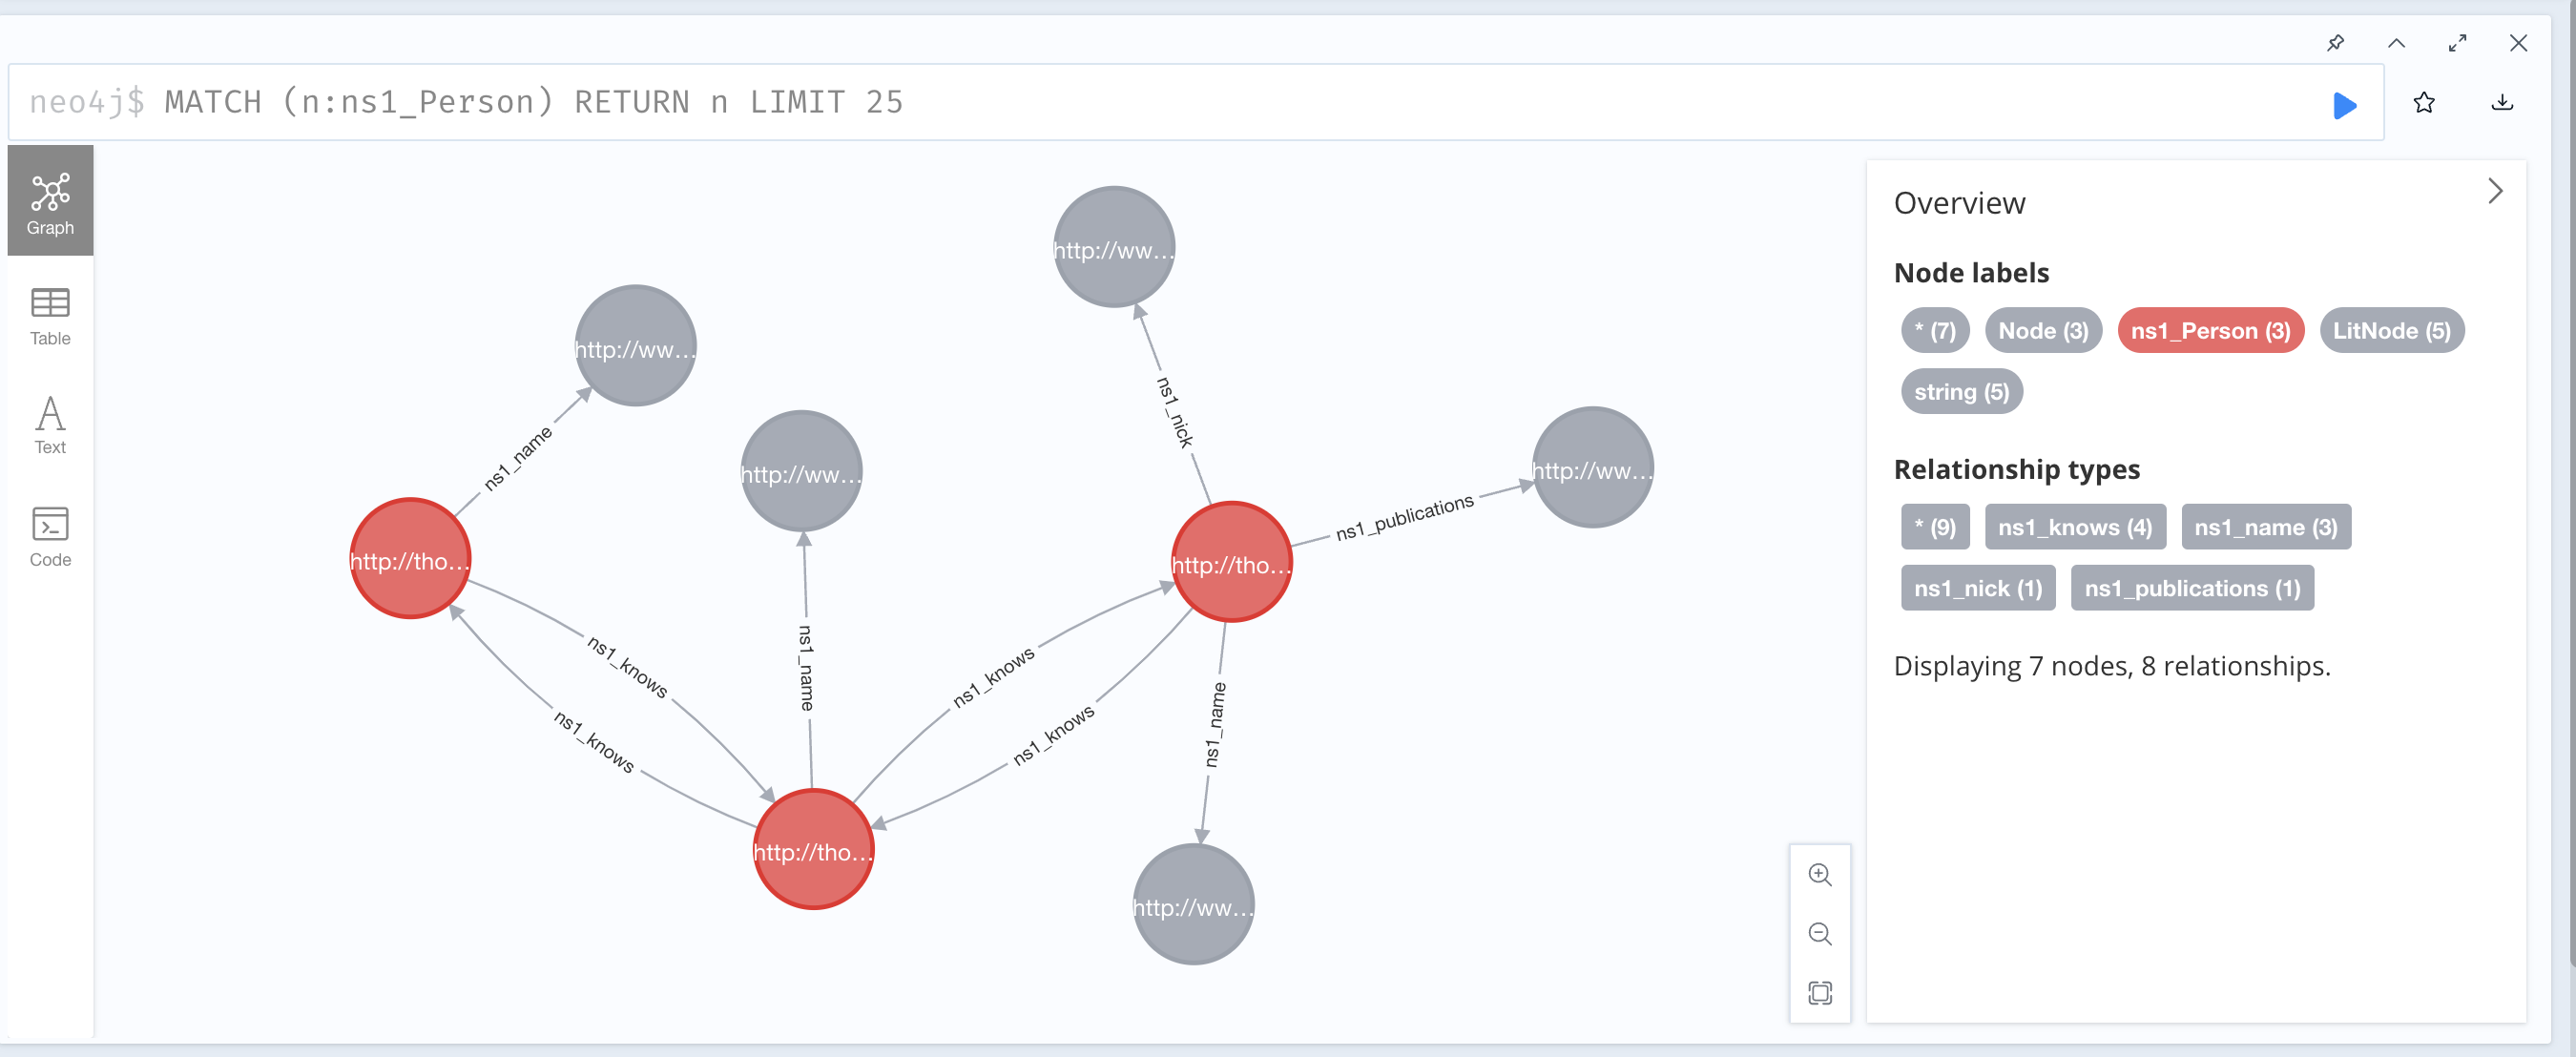 neo4j$ MATCH (n:ns1_Person) RETURN n LIMIT 25
Graph
Table
Text
Code
http://ww...
http://ww...
http://ww...
http://ww...
http://ww...
http://tho...
http://tho...
http://tho...
ns1_name
ns1_nick
ns1_publications
ns1_knows
ns1_knows
ns1_name
ns1_knows
ns1_knows
ns1_name
Overview
Node labels
* (7) Node (3) ns1_Person (3) LitNode (5)
string (5)
Relationship types
* (9) ns1_knows (4) ns1_name (3)
ns1_nick (1) ns1_publications (1)
Displaying 7 nodes, 8 relationships.